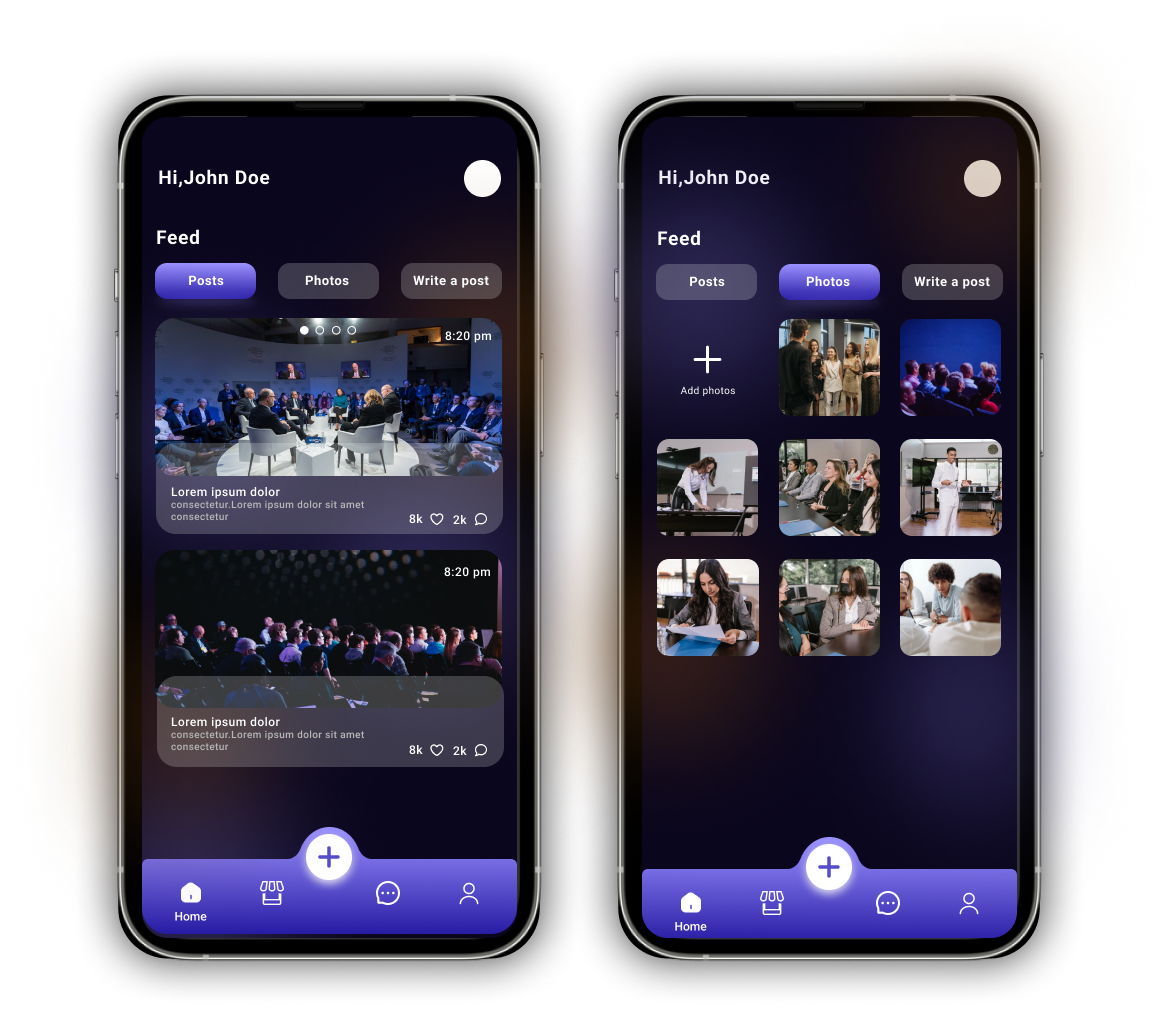 Hi,John Doe
Feed
Posts
Photos
Write a post
8:20 pm
Lorem ipsum dolor
consectetur.Lorem ipsum dolor sit amet
consectetur
8k
2k
8:20 pm
Lorem ipsum dolor
consectetur.Lorem ipsum dolor sit amet
consectetur
8k
2k
Home
Hi,John Doe
Feed
Posts
Photos
Write a post
Add photos
Home